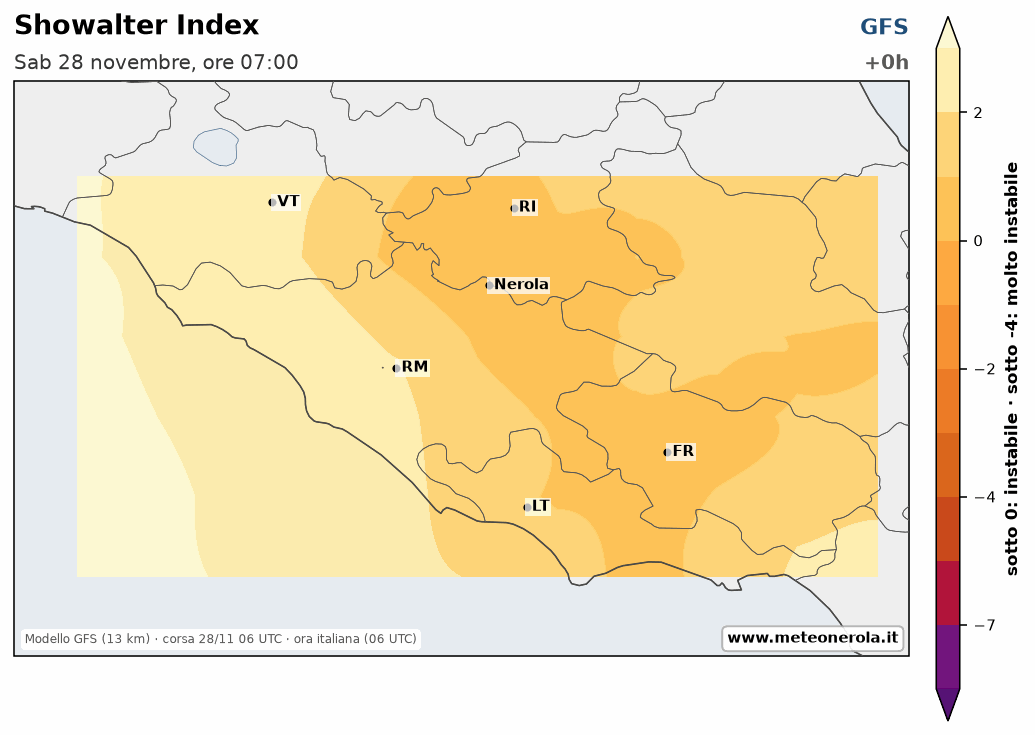 Showalter Index
GFS
Sab 28 novembre, ore 07:00
+0h
VT
RI
Nerola
RM
FR
LT
2
0
−2
−4
−7
sotto 0: instabile · sotto -4: molto instabile
Modello GFS (13 km) · corsa 28/11 06 UTC · ora italiana (06 UTC)
www.meteonerola.it